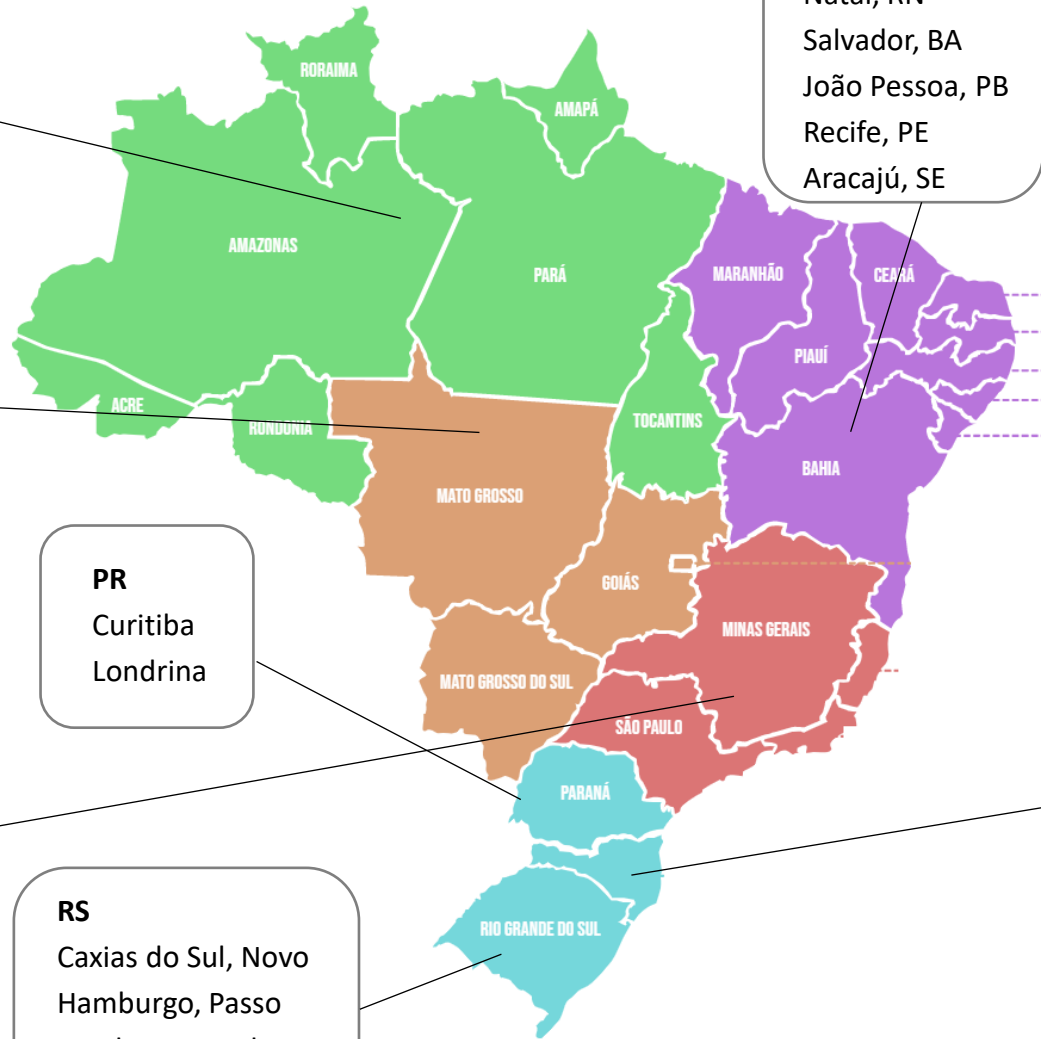 Natal, RN
Salvador, BA
João Pessoa, PB
Recife, PE
Aracajú, SE
RORAIMA
AMAPÁ
AMAZONAS
PARÁ
MARANHÃO
CEARÁ
PIAUÍ
ACRE
RONDÔNIA
TOCANTINS
BAHIA
MATO GROSSO
GOIÁS
MINAS GERAIS
MATO GROSSO DO SUL
SÃO PAULO
PARANÁ
RIO GRANDE DO SUL
PR
Curitiba
Londrina
RS
Caxias do Sul, Novo
Hamburgo, Passo